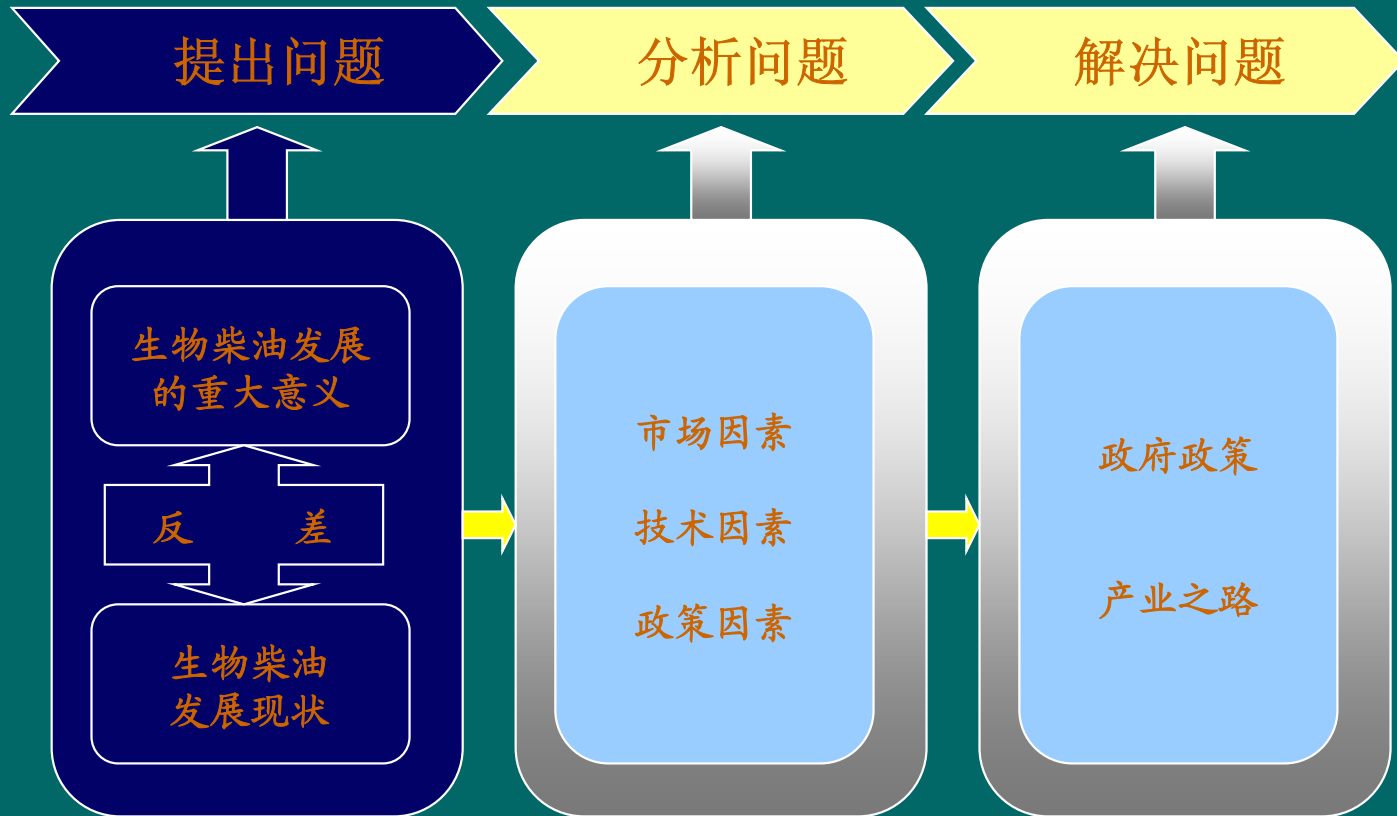 提出问题
分析问题
解决问题
生物柴油发展
的重大意义
反 差
生物柴油
发展现状
市场因素
技术因素
政策因素
政府政策
产业之路